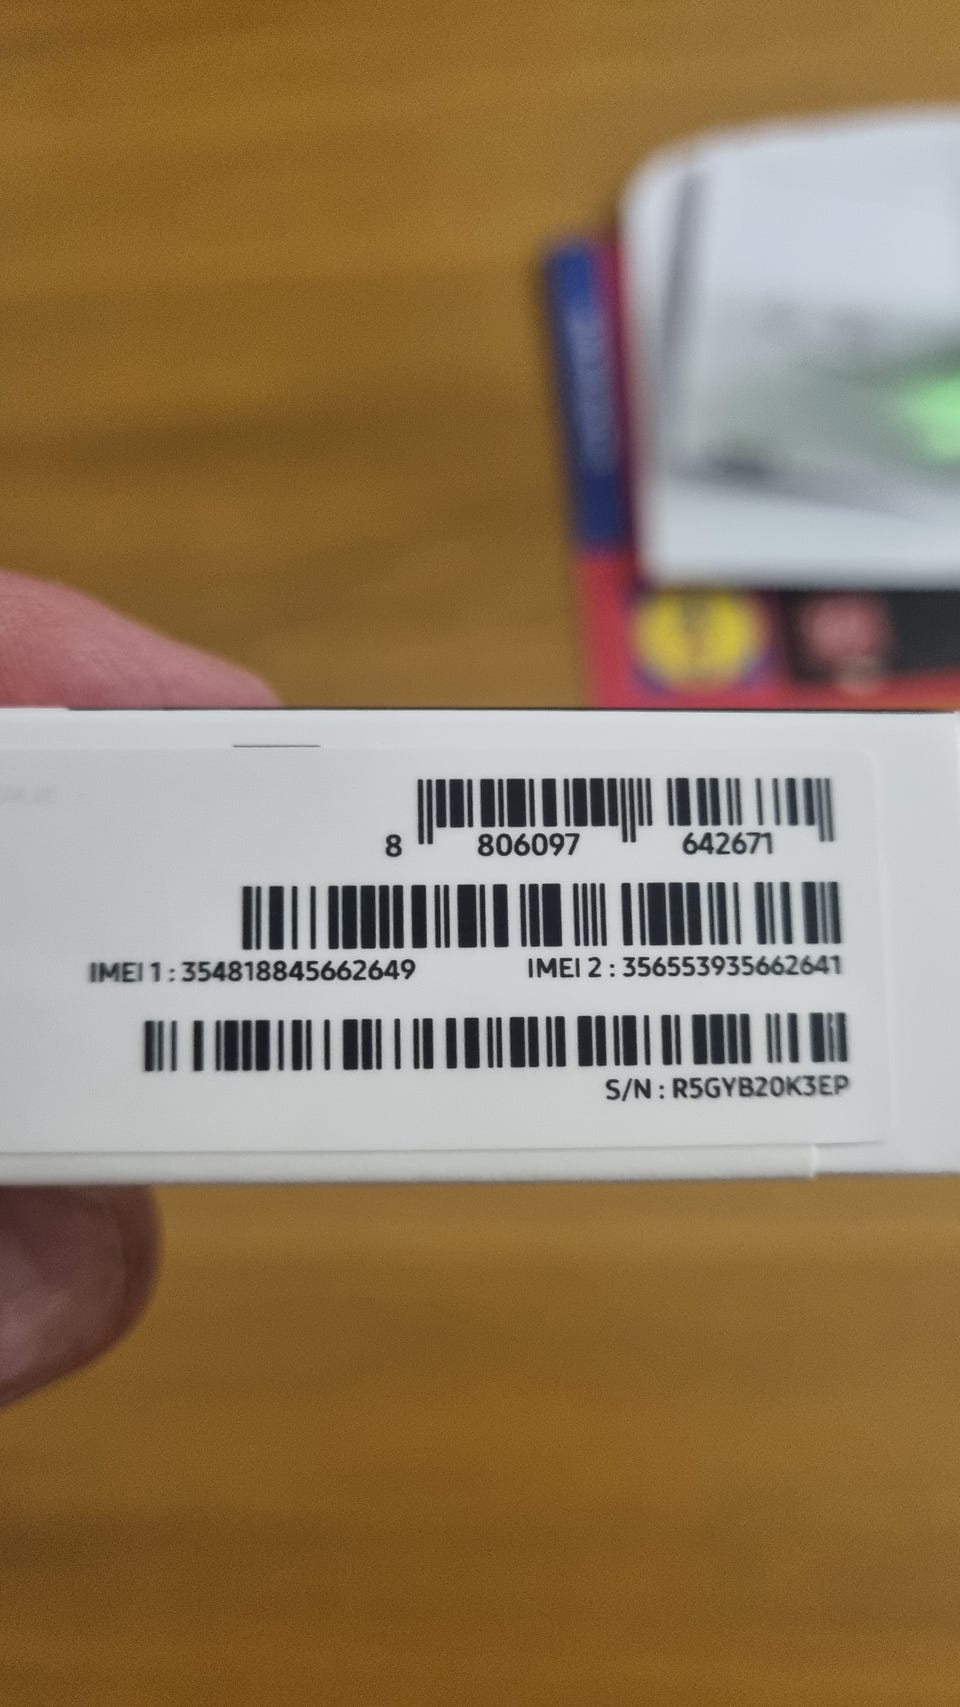 8 806097 642671
IMEI 1 : 354818845662649 IMEI 2 : 356553935662641
S/N : R5GYB20K3EP